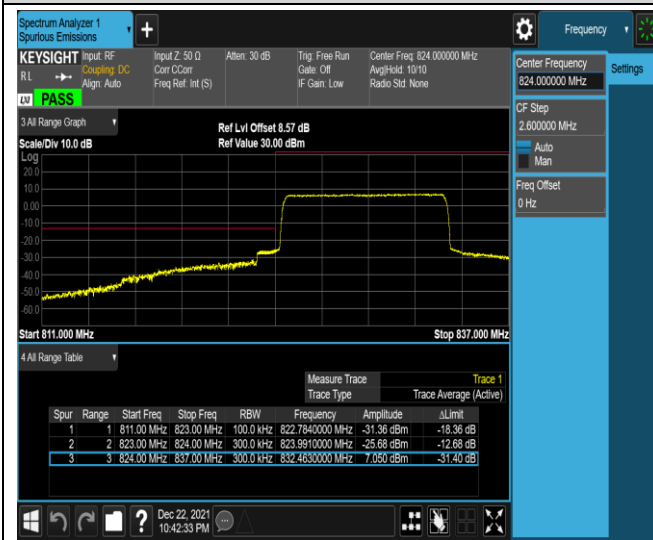 Spectrum Analyzer 1
Spurious Emissions
Frequency
KEYSIGHT Input: RF Input Z: 50 Ω Atten: 30 dB Trig: Free Run Center Freq: 824.000000 MHz
R L Coupling: DC Corr CCorr Gate: Off Avg|Hold: 10/10
Align: Auto Freq Ref: Int (S) IF Gain: Low Radio Std: None
LXI PASS
Center Frequency
824.000000 MHz
Settings
CF Step
2.600000 MHz
Auto
Man
Freq Offset
0 Hz
3 All Range Graph
Ref Lvl Offset 8.57 dB
Scale/Div 10.0 dB Ref Value 30.00 dBm
Log
20.0
10.0
0.00
-10.0
-20.0
-30.0
-40.0
-50.0
-60.0
Start 811.000 MHz Stop 837.000 MHz
4 All Range Table
Measure Trace Trace 1
Trace Type Trace Average (Active)
Spur Range Start Freq Stop Freq RBW Frequency Amplitude ΔLimit
1 1 811.00 MHz 823.00 MHz 100.0 kHz 822.7840000 MHz -31.36 dBm -18.36 dB
2 2 823.00 MHz 824.00 MHz 300.0 kHz 823.9910000 MHz -25.68 dBm -12.68 dB
3 3 824.00 MHz 837.00 MHz 300.0 kHz 832.4630000 MHz 7.050 dBm -31.40 dB
Dec 22, 2021
10:42:33 PM